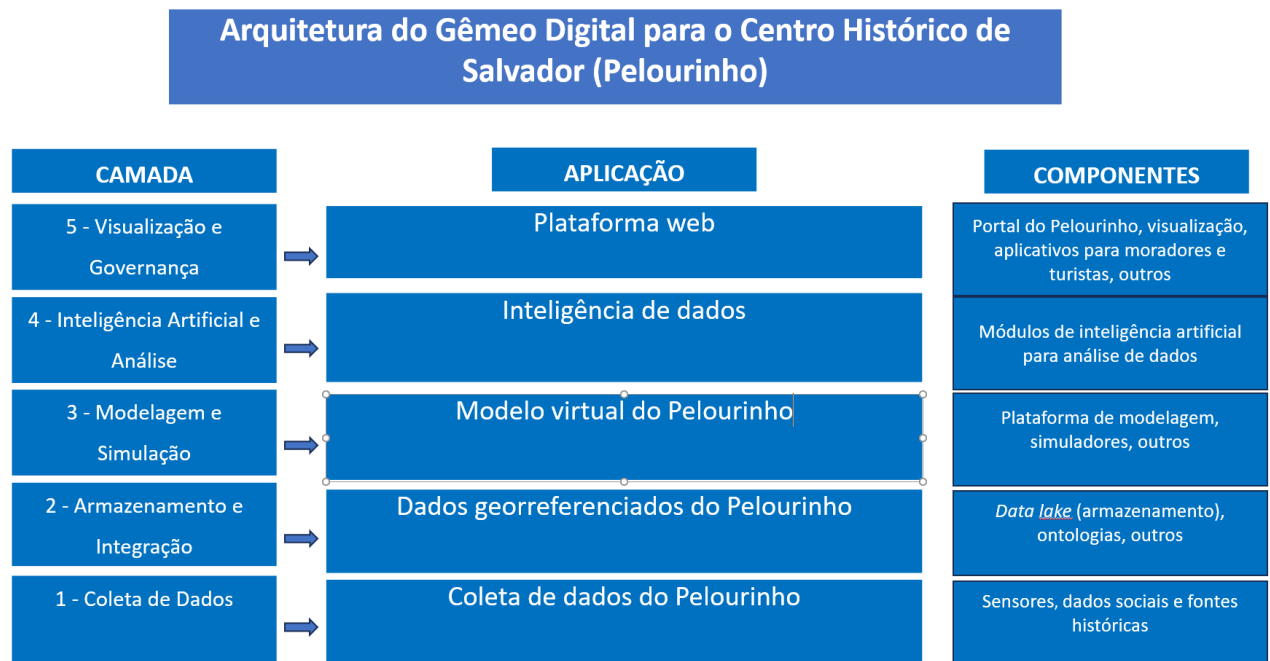 Arquitetura do Gêmeo Digital para o Centro Histórico de
Salvador (Pelourinho)
CAMADA
APLICAÇÃO
COMPONENTES
5 - Visualização e
Governança
Plataforma web
Portal do Pelourinho, visualização,
aplicativos para moradores e
turistas, outros
4 - Inteligência Artificial e
Análise
Inteligência de dados
Módulos de inteligência artificial
para análise de dados
3 - Modelagem e
Simulação
Modelo virtual do Pelourinho
Plataforma de modelagem,
simuladores, outros
2 - Armazenamento e
Integração
Dados georreferenciados do Pelourinho
Data lake (armazenamento),
ontologias, outros
1 - Coleta de Dados
Coleta de dados do Pelourinho
Sensores, dados sociais e fontes
históricas